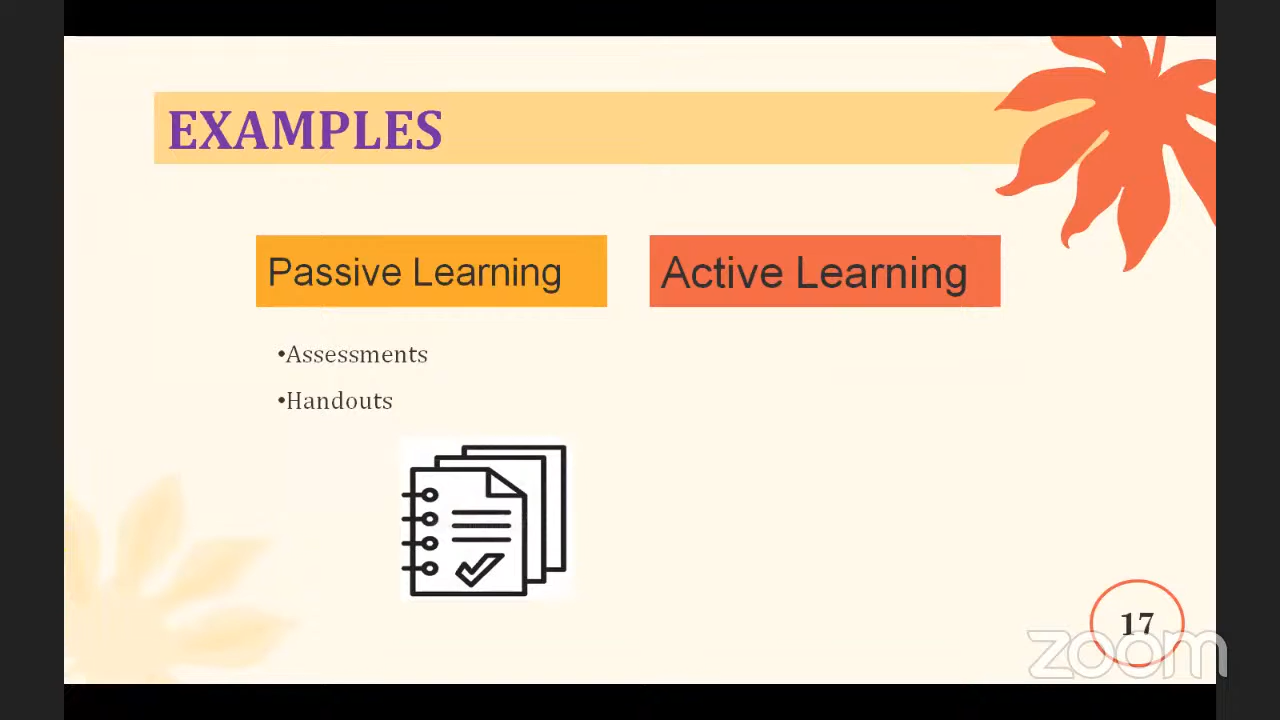 EXAMPLES
Passive Learning
Active Learning
•Assessments
•Handouts
17
zoom